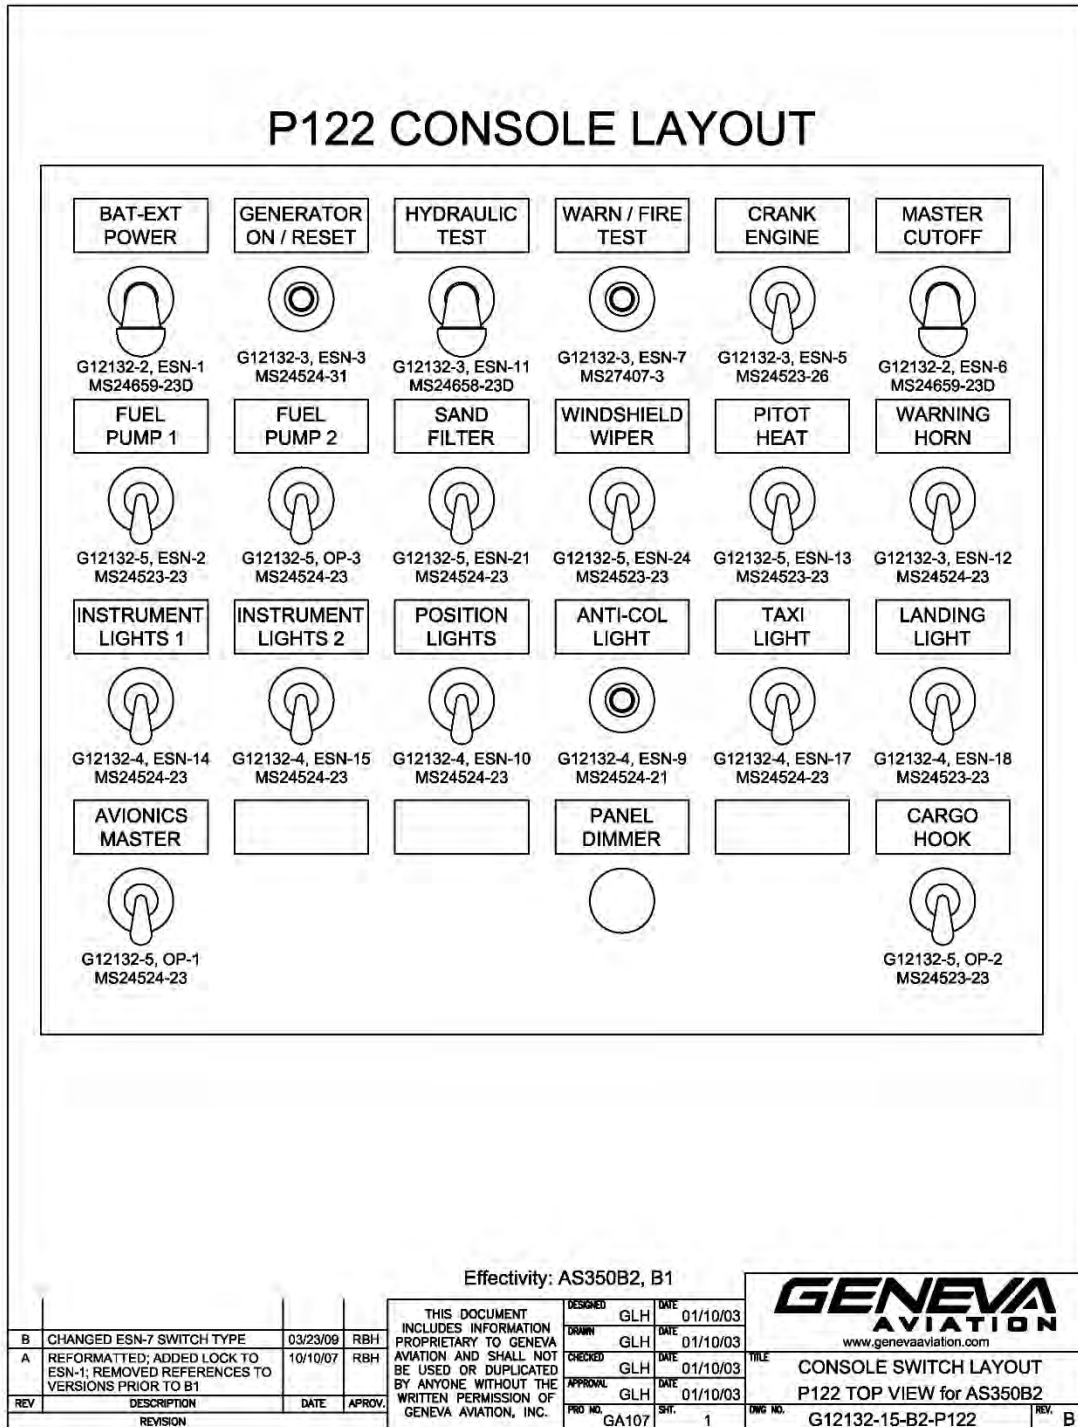 P122 CONSOLE LAYOUT
BAT-EXT
POWER
GENERATOR
ON / RESET
HYDRAULIC
TEST
WARN / FIRE
TEST
CRANK
ENGINE
MASTER
CUTOFF
G12132-2, ESN-1
MS24659-23D
G12132-3, ESN-3
MS24524-31
G12132-3, ESN-11
MS24658-23D
G12132-3, ESN-7
MS27407-3
G12132-3, ESN-5
MS24523-26
G12132-2, ESN-6
MS24659-23D
FUEL
PUMP 1
FUEL
PUMP 2
SAND
FILTER
WINDSHIELD
WIPER
PITOT
HEAT
WARNING
HORN
G12132-5, ESN-2
MS24523-23
G12132-5, OP-3
MS24524-23
G12132-5, ESN-21
MS24524-23
G12132-5, ESN-24
MS24523-23
G12132-5, ESN-13
MS24523-23
G12132-3, ESN-12
MS24524-23
INSTRUMENT
LIGHTS 1
INSTRUMENT
LIGHTS 2
POSITION
LIGHTS
ANTI-COL
LIGHT
TAXI
LIGHT
LANDING
LIGHT
G12132-4, ESN-14
MS24524-23
G12132-4, ESN-15
MS24524-23
G12132-4, ESN-10
MS24524-23
G12132-4, ESN-9
MS24524-21
G12132-4, ESN-17
MS24524-23
G12132-4, ESN-18
MS24523-23
AVIONICS
MASTER
PANEL
DIMMER
CARGO
HOOK
G12132-5, OP-1
MS24524-23
G12132-5, OP-2
MS24523-23
Effectivity: AS350B2, B1
B CHANGED ESN-7 SWITCH TYPE 03/23/09 RBH
A REFORMATTED; ADDED LOCK TO 10/10/07 RBH
ESN-1; REMOVED REFERENCES TO
VERSIONS PRIOR TO B1
REV DESCRIPTION DATE APROV.
REVISION
THIS DOCUMENT
INCLUDES INFORMATION
PROPRIETARY TO GENEVA
AVIATION AND SHALL NOT
BE USED OR DUPLICATED
BY ANYONE WITHOUT THE
WRITTEN PERMISSION OF
GENEVA AVIATION, INC.
DESIGNED GLH DATE 01/10/03
DRAWN GLH DATE 01/10/03
CHECKED GLH DATE 01/10/03
APPROVAL GLH DATE 01/10/03
PRO NO. GA107 SHT. 1
GENEVA
AVIATION
www.genevaaviation.com
TITLE CONSOLE SWITCH LAYOUT
P122 TOP VIEW for AS350B2
DWG NO. G12132-15-B2-P122 REV. B